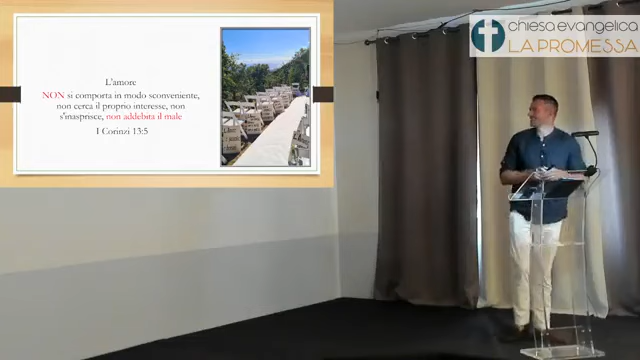 L'amore
NON si comporta in modo sconveniente,
non cerca il proprio interesse, non
s'inasprisce, non addebita il male
I Corinzi 13:5
chiesa evangelica
LA PROMESSA